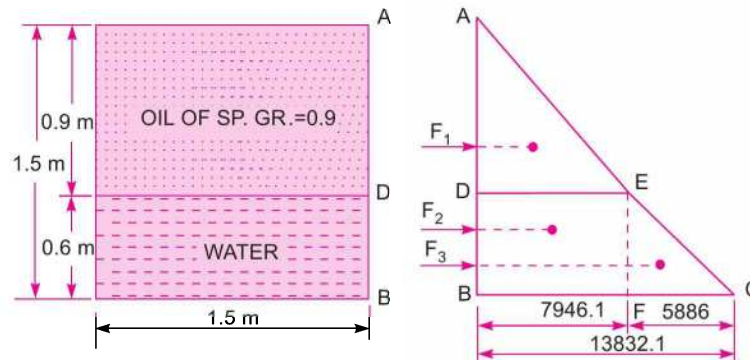 A
0.9 m
OIL OF SP. GR.=0.9
1.5 m
D
0.6 m
WATER
B
1.5 m
A
F1
D
E
F2
F3
B
F
C
7946.1
5886
13832.1